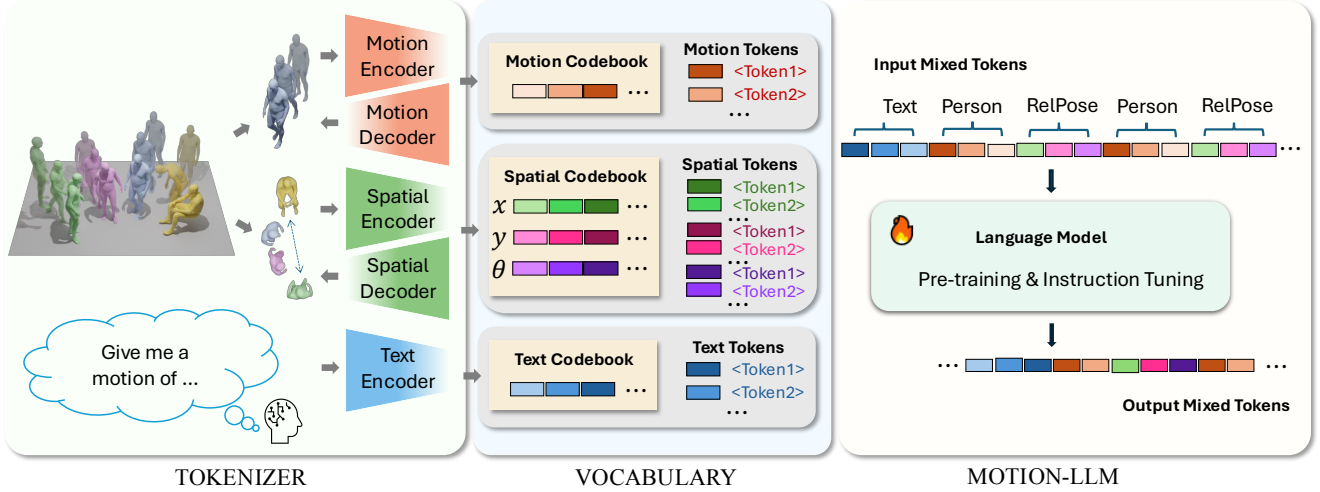 Motion
Encoder
Motion
Decoder
Spatial
Encoder
Spatial
Decoder
Give me a
motion of ...
Text
Encoder
TOKENIZER
Motion Codebook
...
Motion Tokens
<Token1>
<Token2>
...
Spatial Codebook
x ...
y ...
θ ...
Spatial Tokens
<Token1>
<Token2>
...
<Token1>
<Token2>
...
<Token1>
<Token2>
...
Text Codebook
...
Text Tokens
<Token1>
<Token2>
...
VOCABULARY
Input Mixed Tokens
Text Person RelPose Person RelPose
...
Language Model
Pre-training & Instruction Tuning
... ...
Output Mixed Tokens
MOTION-LLM